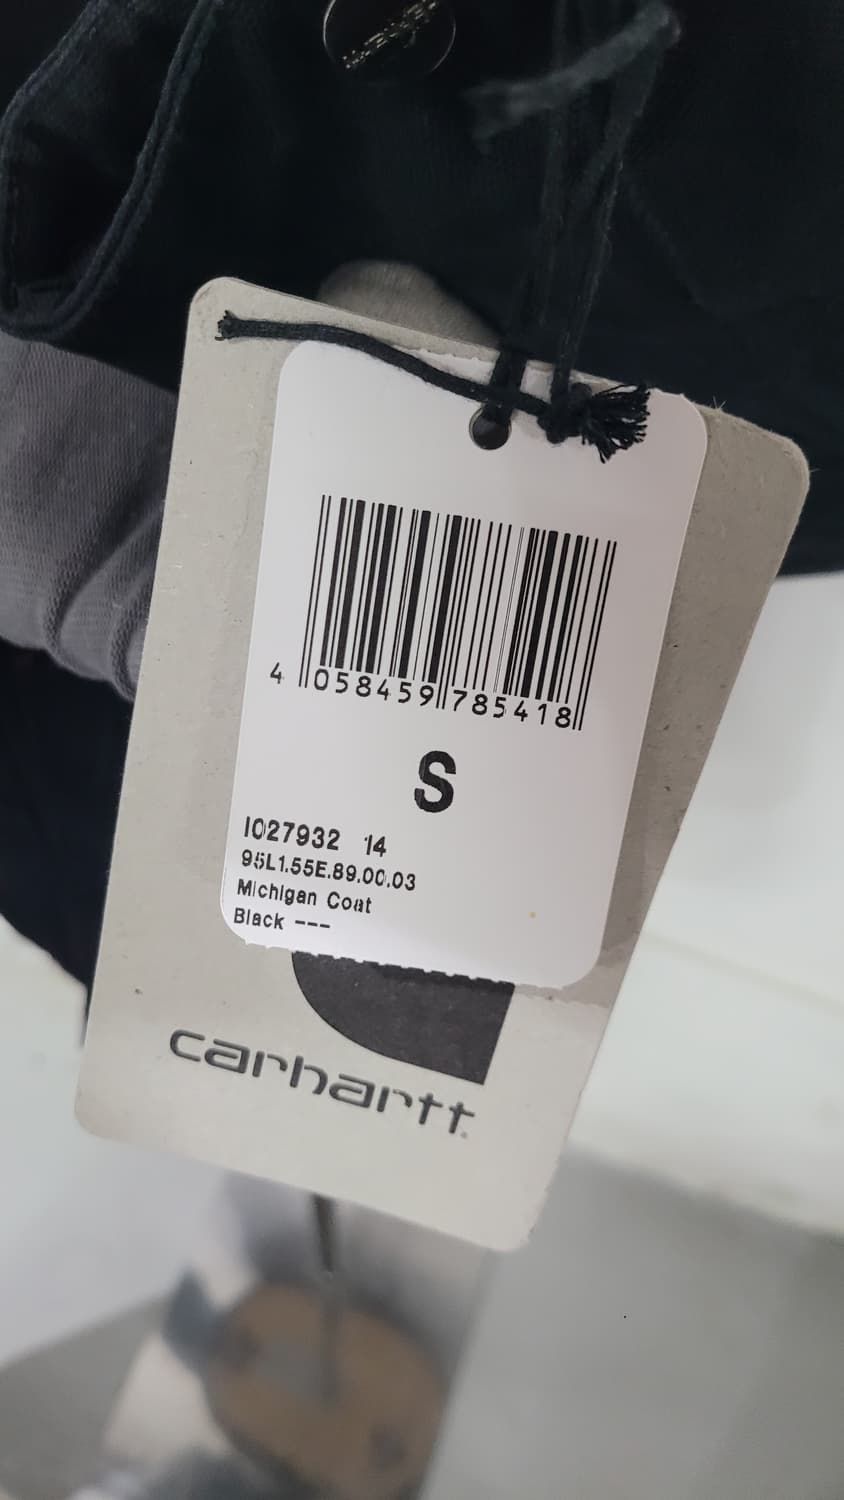 4 058459 785418
S
I027932 14
95L1.55E.89.00.03
Michigan Coat
Black ---
carhartt